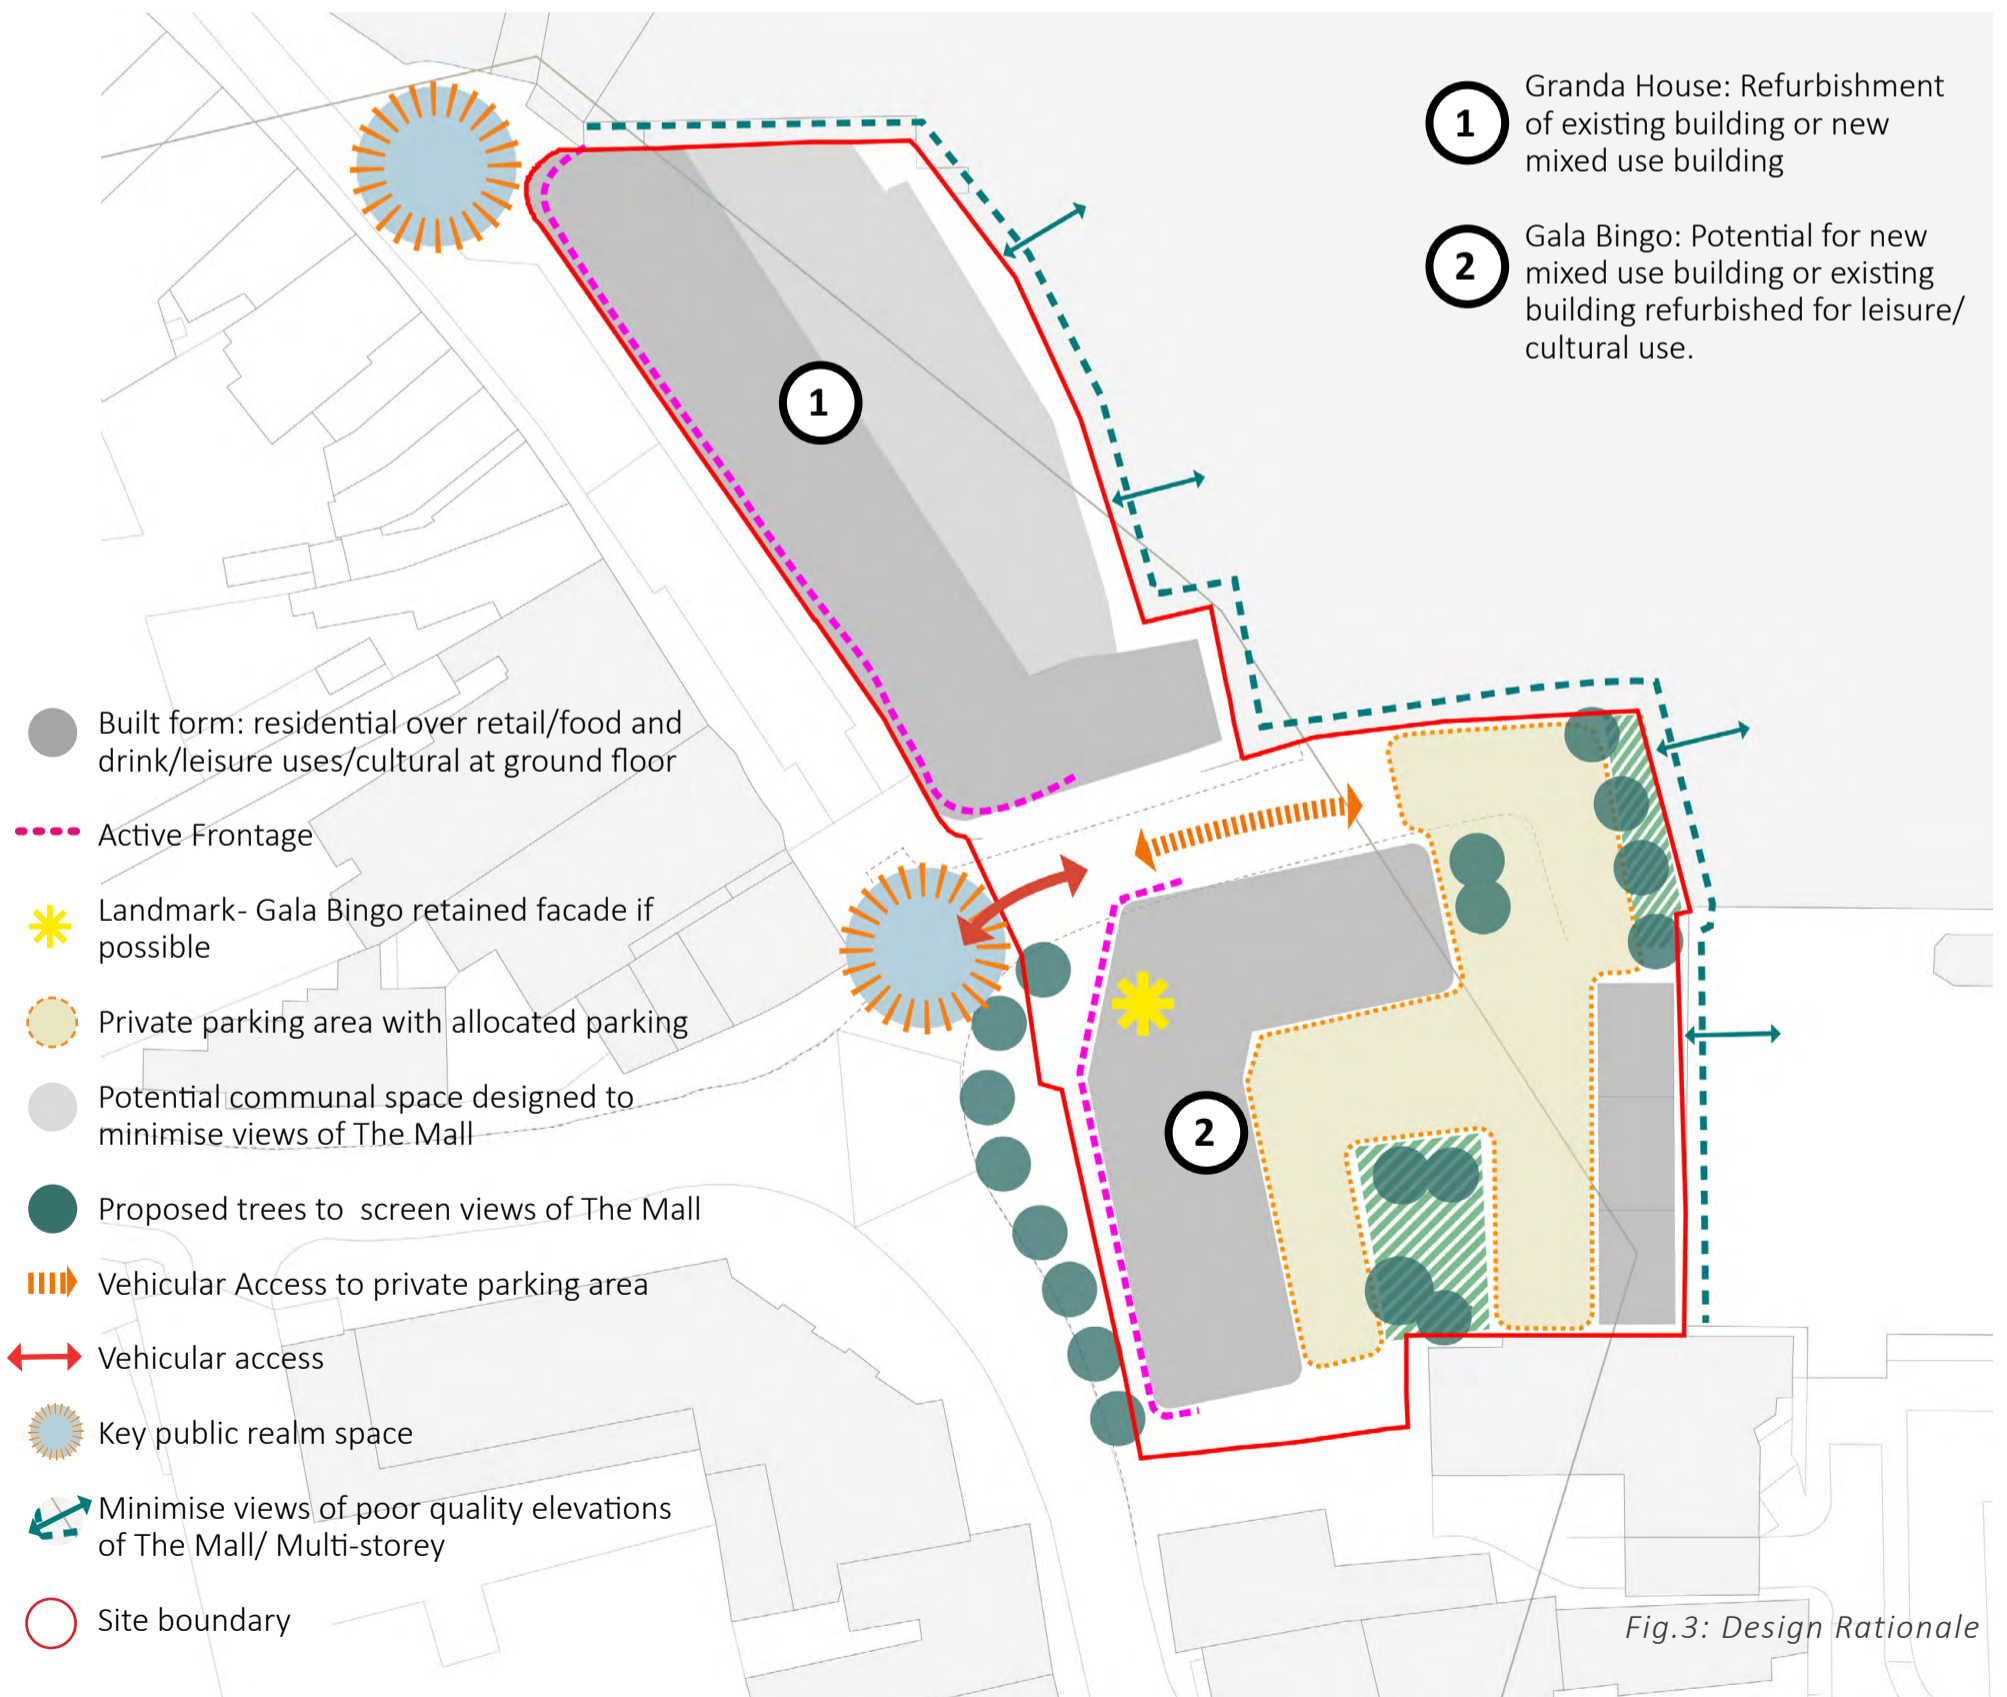 1
Granda House: Refurbishment
of existing building or new
mixed use building
2
Gala Bingo: Potential for new
mixed use building or existing
building refurbished for leisure/
cultural use.
1
2
Built form: residential over retail/food and
drink/leisure uses/cultural at ground floor
Active Frontage
Landmark- Gala Bingo retained facade if
possible
Private parking area with allocated parking
Potential communal space designed to
minimise views of The Mall
Proposed trees to  screen views of The Mall
Vehicular Access to private parking area
Vehicular access
Key public realm space
Minimise views of poor quality elevations
of The Mall/ Multi-storey
Site boundary
Fig.3: Design Rationale